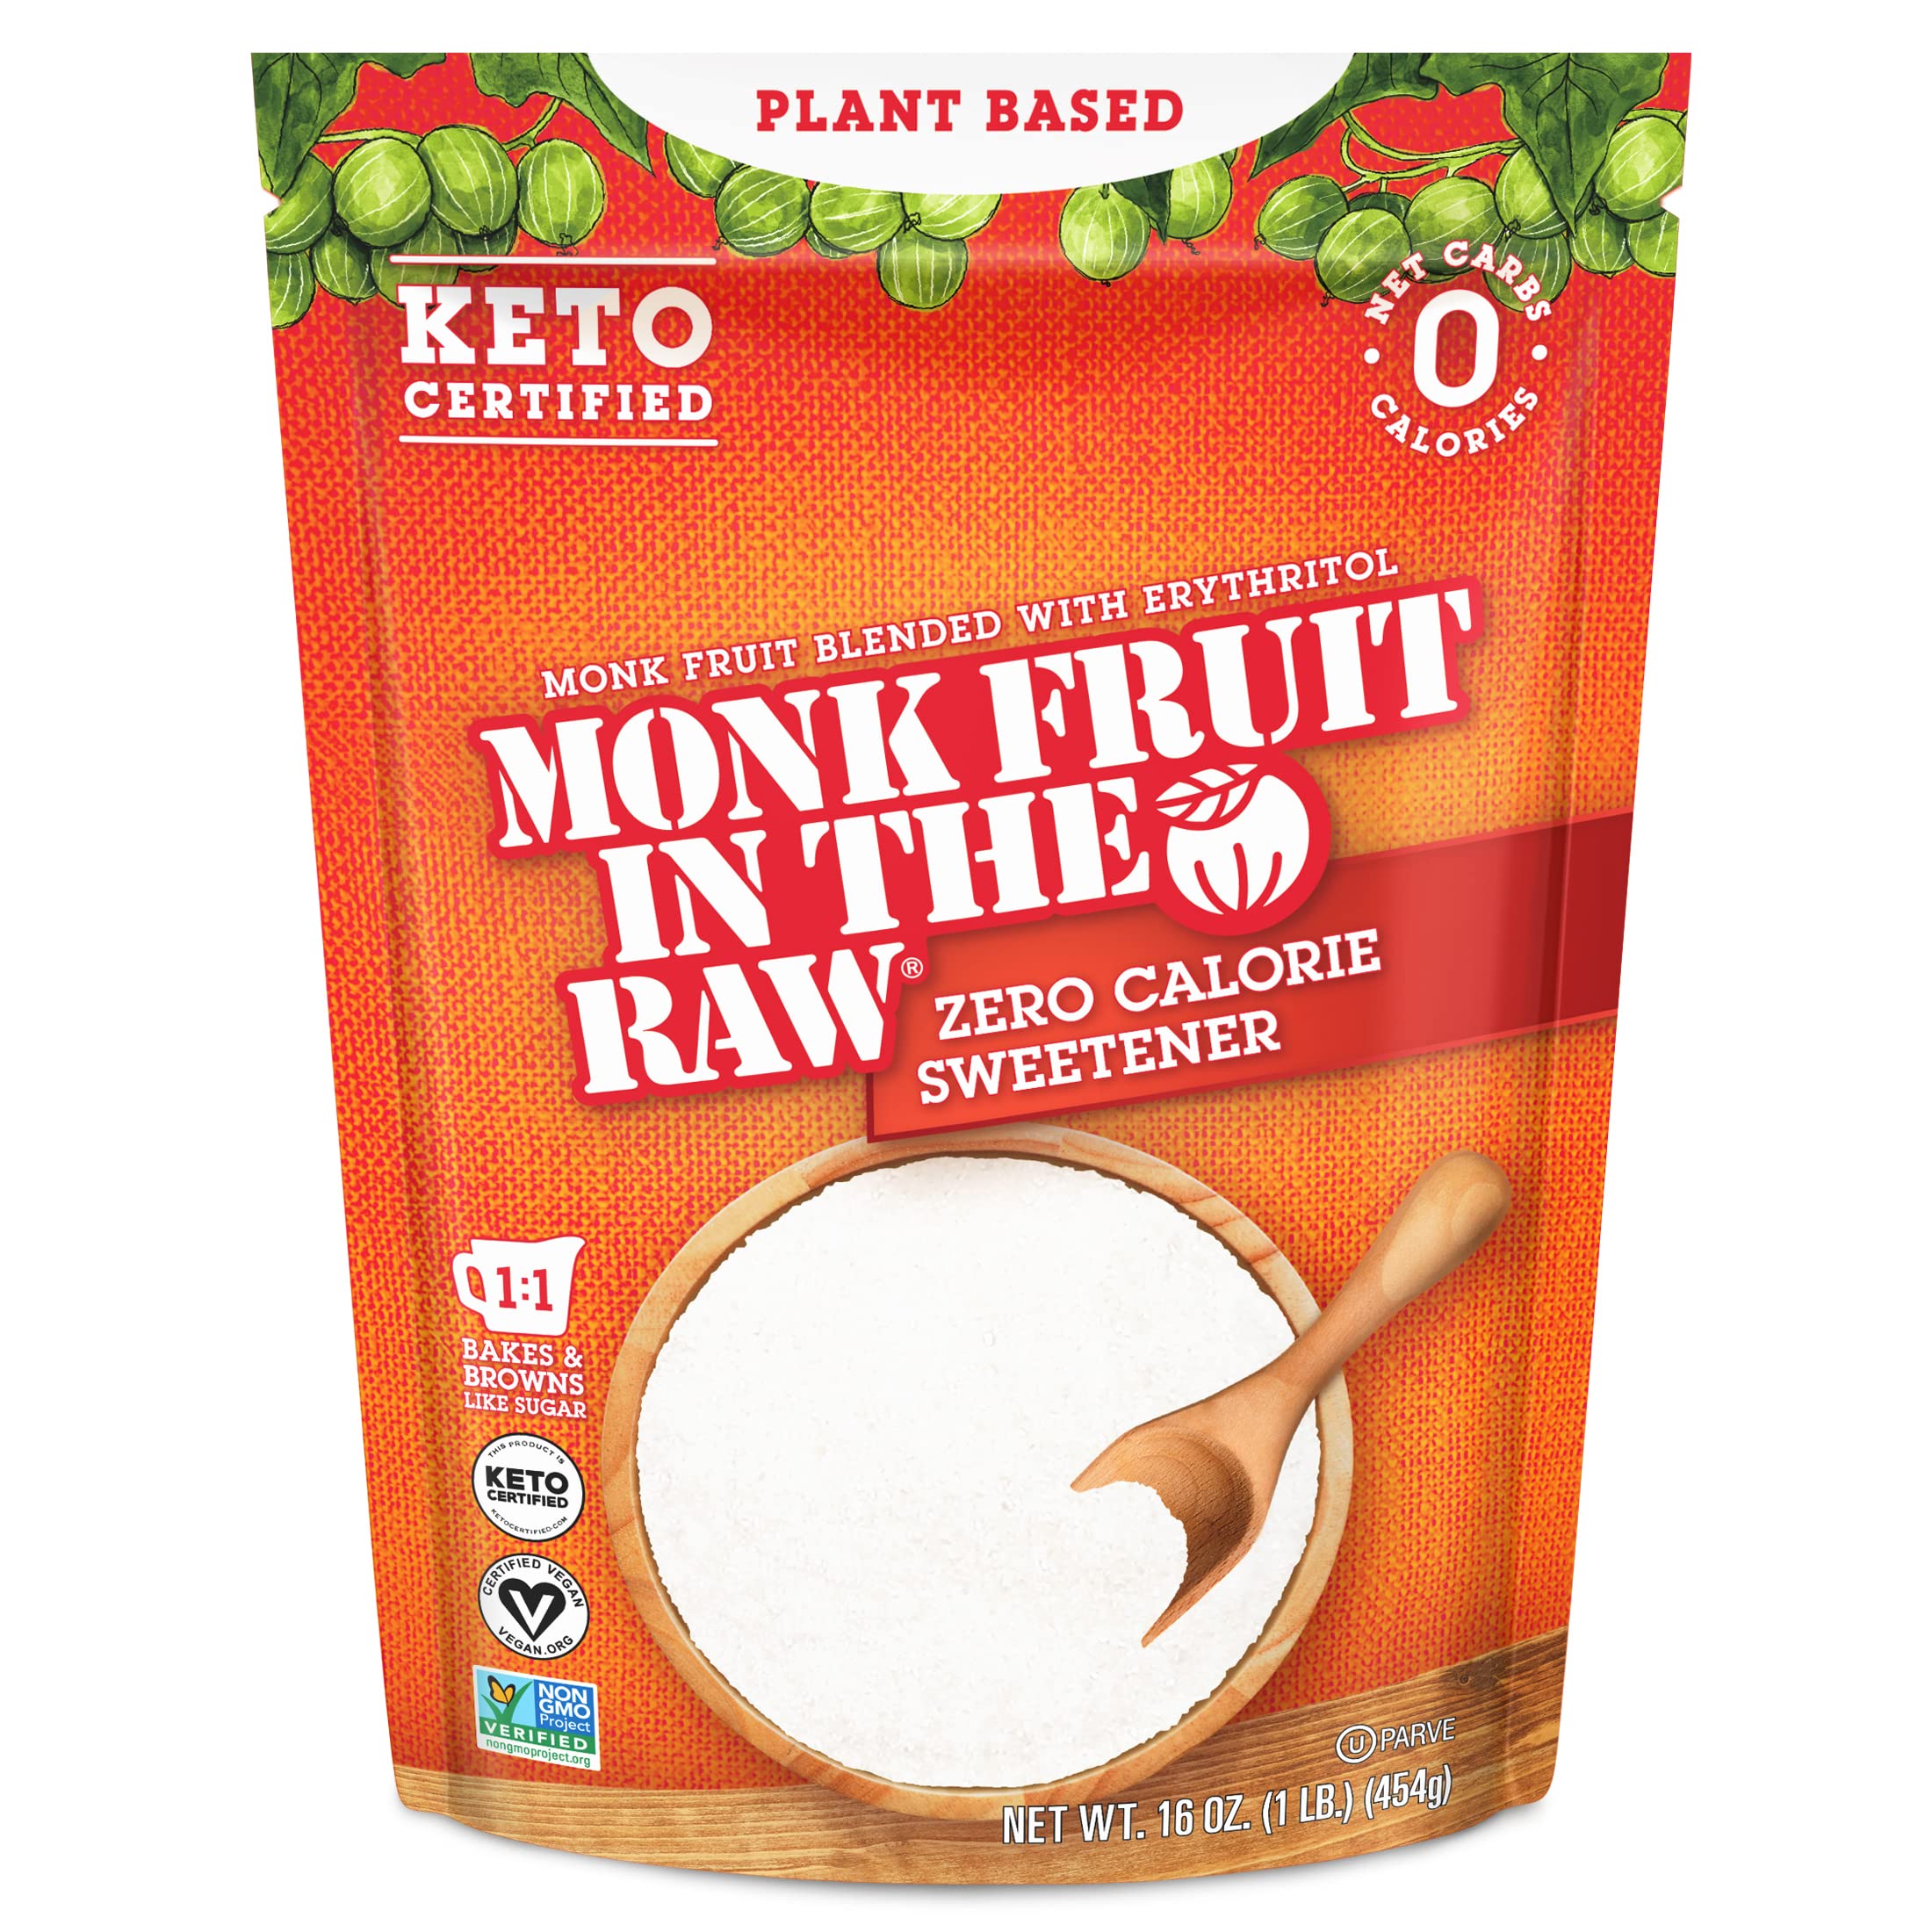 PLANT BASED
KETO
CERTIFIED
NET CARBS
0
CALORIES
MONK FRUIT BLENDED WITH ERYTHRITOL
MONK FRUIT
IN THE
RAW®
ZERO CALORIE
SWEETENER
1:1
BAKES &
BROWNS
LIKE SUGAR
THIS PRODUCT IS
KETO
CERTIFIED
KETOCERTIFIED.COM
CERTIFIED VEGAN
V
VEGAN.ORG
NON
GMO
Project
VERIFIED
nongmoproject.org
U PARVE
NET WT. 16 OZ. (1 LB.) (454g)